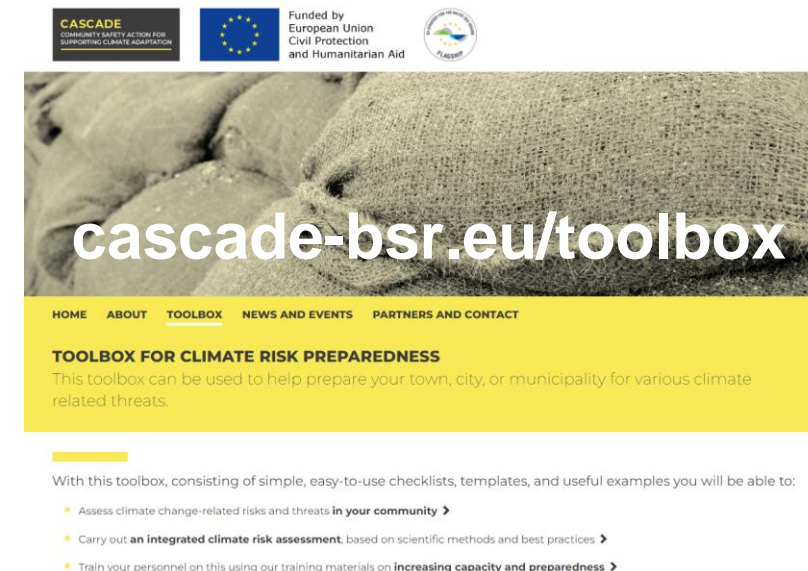 CASCADE
COMMUNITY SAFETY ACTION FOR
SUPPORTING CLIMATE ADAPTATION
Funded by
European Union
Civil Protection
and Humanitarian Aid
FLAGSHIP
cascade-bsr.eu/toolbox
HOME ABOUT TOOLBOX NEWS AND EVENTS PARTNERS AND CONTACT
TOOLBOX FOR CLIMATE RISK PREPAREDNESS
This toolbox can be used to help prepare your town, city, or municipality for various climate
related threats.
With this toolbox, consisting of simple, easy-to-use checklists, templates, and useful examples you will be able to:
Assess climate change-related risks and threats in your community
Carry out an integrated climate risk assessment, based on scientific methods and best practices
Train your personnel on this using our training materials on increasing capacity and preparedness